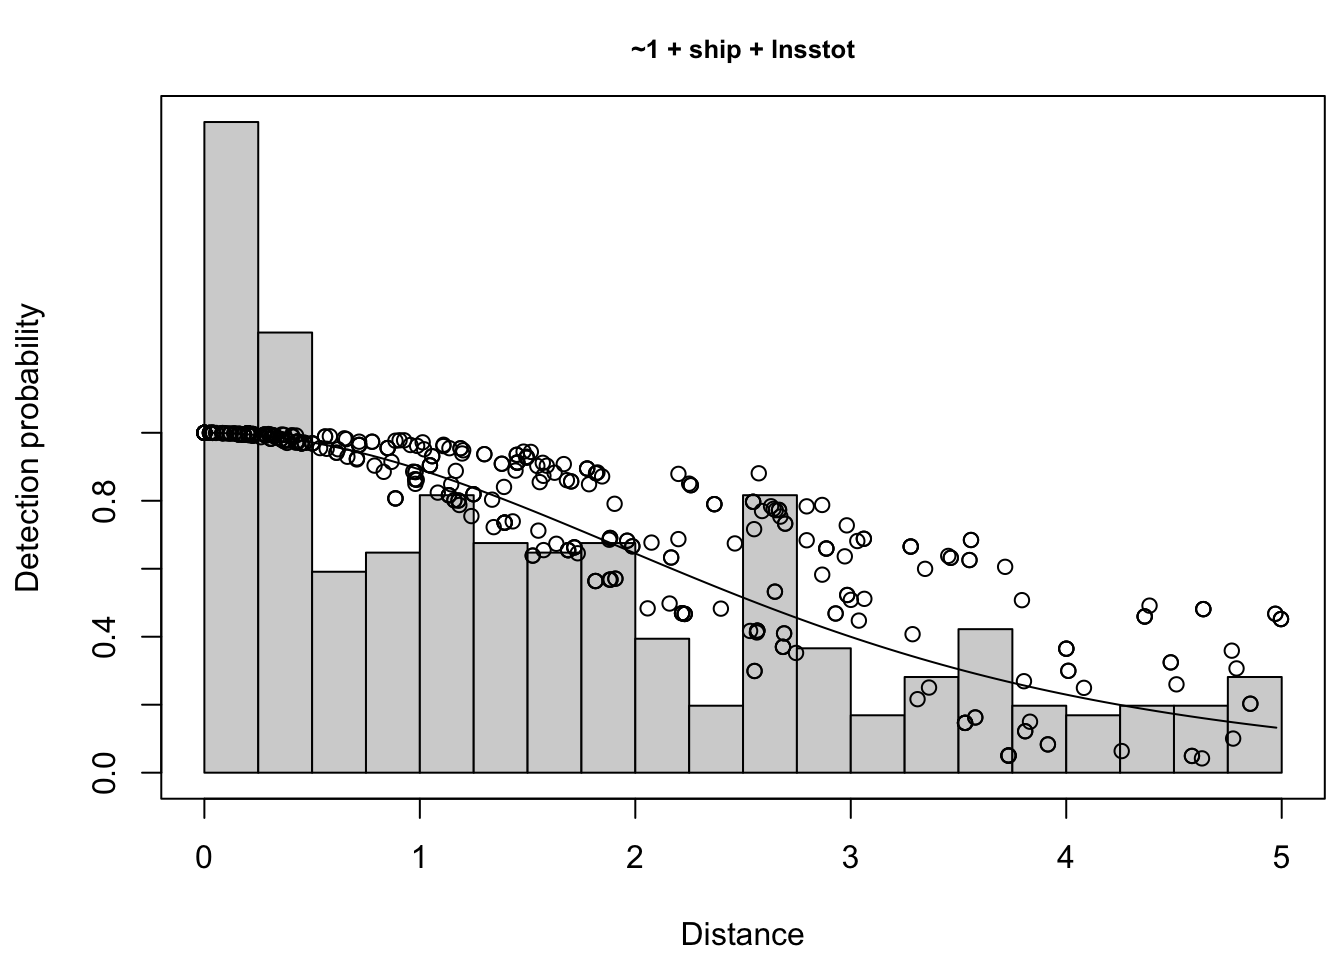 ~1 + ship + lnsstot
Detection probability
0.8
0.4
0.0
0 1 2 3 4 5
Distance